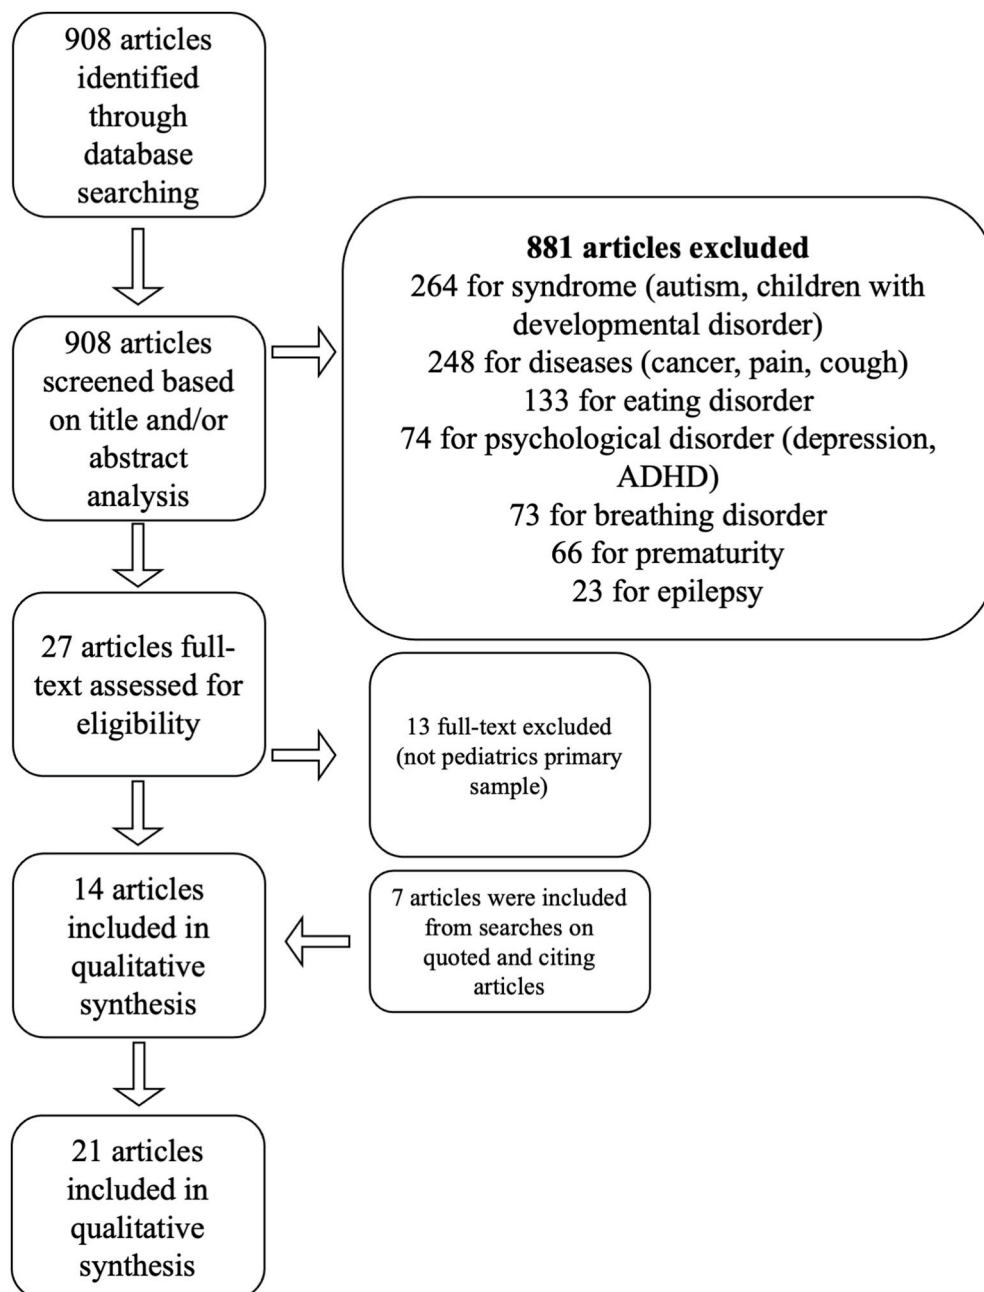 908 articles
identified
through
database
searching
908 articles
screened based
on title and/or
abstract
analysis
881 articles excluded
264 for syndrome (autism, children with
developmental disorder)
248 for diseases (cancer, pain, cough)
133 for eating disorder
74 for psychological disorder (depression,
ADHD)
73 for breathing disorder
66 for prematurity
23 for epilepsy
27 articles full-
text assessed for
eligibility
13 full-text excluded
(not pediatrics primary
sample)
14 articles
included in
qualitative
synthesis
7 articles were included
from searches on
quoted and citing
articles
21 articles
included in
qualitative
synthesis